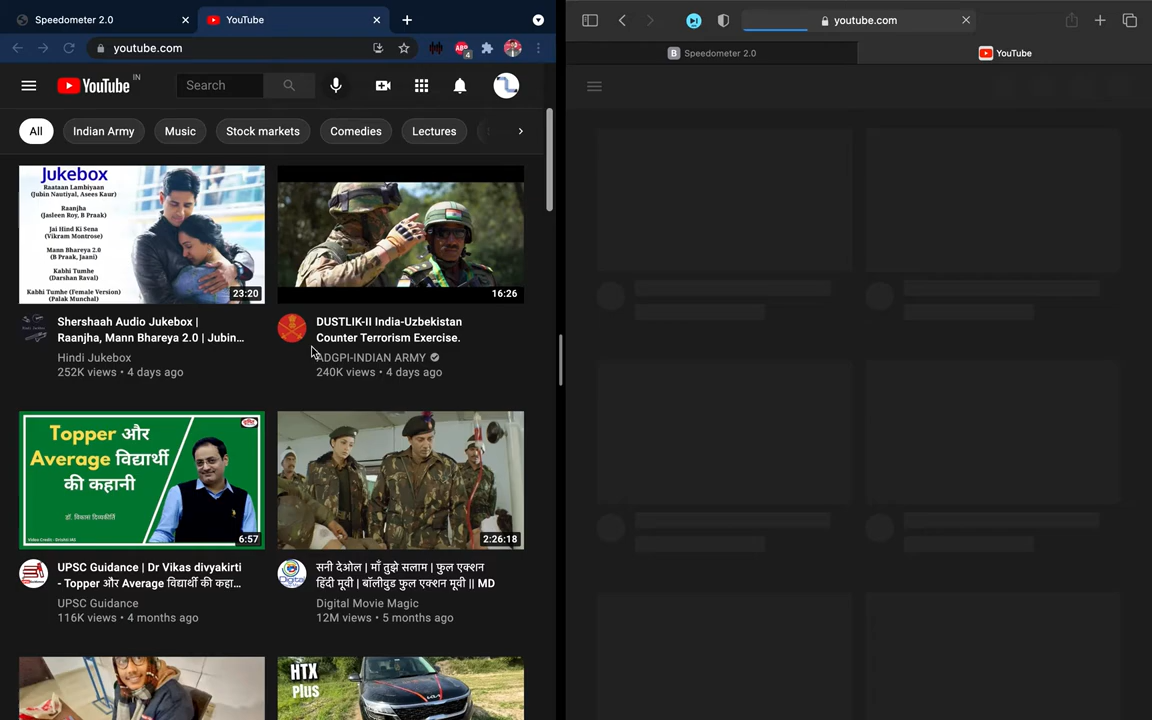 Speedometer 2.0
YouTube
youtube.com
ABP
4
youtube.com
Speedometer 2.0
YouTube
YouTube IN
Search
All
Indian Army
Music
Stock markets
Comedies
Lectures
Jukebox
Raataan Lambiyaan
(Jubin Nautiyal, Asees Kaur)
Raanjha
(Jasleen Roy, B Praak)
Jai Hind Ki Sena
(Vikram Montrose)
Mann Bhareya 2.0
(B Praak, Jaani)
Kabhi Tumhe
(Darshan Raval)
Kabhi Tumhe (Female Version)
(Palak Munchal)
23:20
16:26
Shershaah Audio Jukebox |
Raanjha, Mann Bhareya 2.0 | Jubin...
Hindi Jukebox
252K views • 4 days ago
DUSTLIK-II India-Uzbekistan
Counter Terrorism Exercise.
ADGPI-INDIAN ARMY
240K views • 4 days ago
Topper और
Average विद्यार्थी
की कहानी
डॉ. विकास दिव्यकीर्ति
6:57
2:26:18
UPSC Guidance | Dr Vikas divyakirti
- Topper और Average विद्यार्थी की कहा...
UPSC Guidance
116K views • 4 months ago
सनी देओल | माँ तुझे सलाम | फुल एक्शन
हिंदी मूवी | बॉलीवुड फुल एक्शन मूवी || MD
Digital Movie Magic
12M views • 5 months ago
HTX
Plus